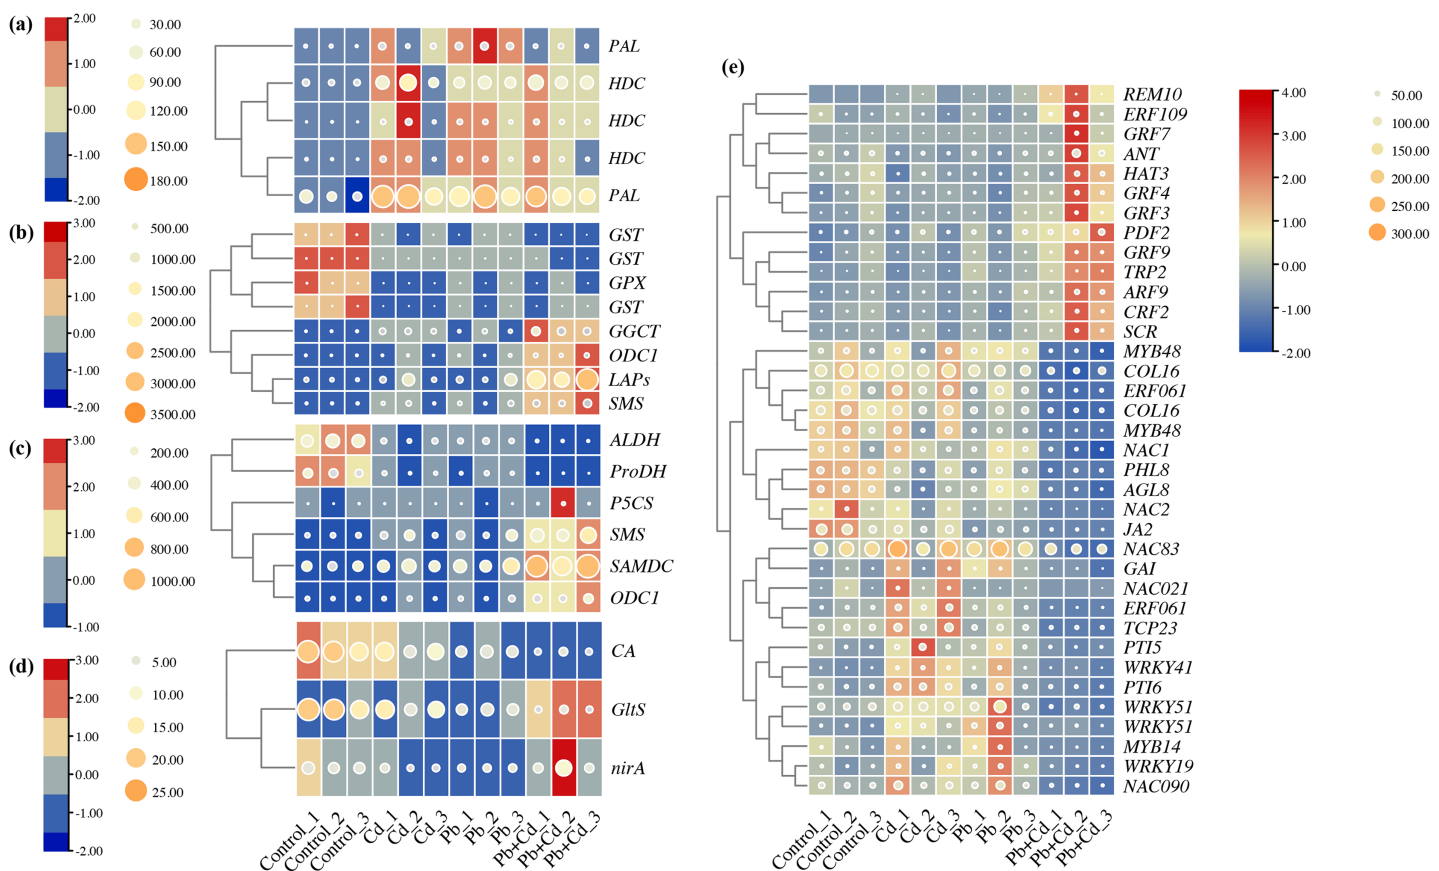 (a)
2.00
1.00
0.00
-1.00
-2.00
30.00
60.00
90.00
120.00
150.00
180.00
PAL
HDC
HDC
HDC
PAL
(b)
3.00
2.00
1.00
0.00
-1.00
-2.00
500.00
1000.00
1500.00
2000.00
2500.00
3000.00
3500.00
GST
GST
GPX
GST
GGCT
ODC1
LAPs
SMS
(c)
3.00
2.00
1.00
0.00
-1.00
200.00
400.00
600.00
800.00
1000.00
ALDH
ProDH
P5CS
SMS
SAMDC
ODC1
(d)
3.00
2.00
1.00
0.00
-1.00
-2.00
5.00
10.00
15.00
20.00
25.00
CA
GltS
nirA
Control_1
Control_2
Control_3
Cd_1
Cd_2
Cd_3
Pb_1
Pb_2
Pb_3
Pb+Cd_1
Pb+Cd_2
Pb+Cd_3
(e)
REM10
ERF109
GRF7
ANT
HAT3
GRF4
GRF3
PDF2
GRF9
TRP2
ARF9
CRF2
SCR
MYB48
COL16
ERF061
COL16
MYB48
NAC1
PHL8
AGL8
NAC2
JA2
NAC83
GAI
NAC021
ERF061
TCP23
PTI5
WRKY41
PTI6
WRKY51
WRKY51
MYB14
WRKY19
NAC090
Control_1
Control_2
Control_3
Cd_1
Cd_2
Cd_3
Pb_1
Pb_2
Pb_3
Pb+Cd_1
Pb+Cd_2
Pb+Cd_3
4.00
3.00
2.00
1.00
0.00
-1.00
-2.00
50.00
100.00
150.00
200.00
250.00
300.00